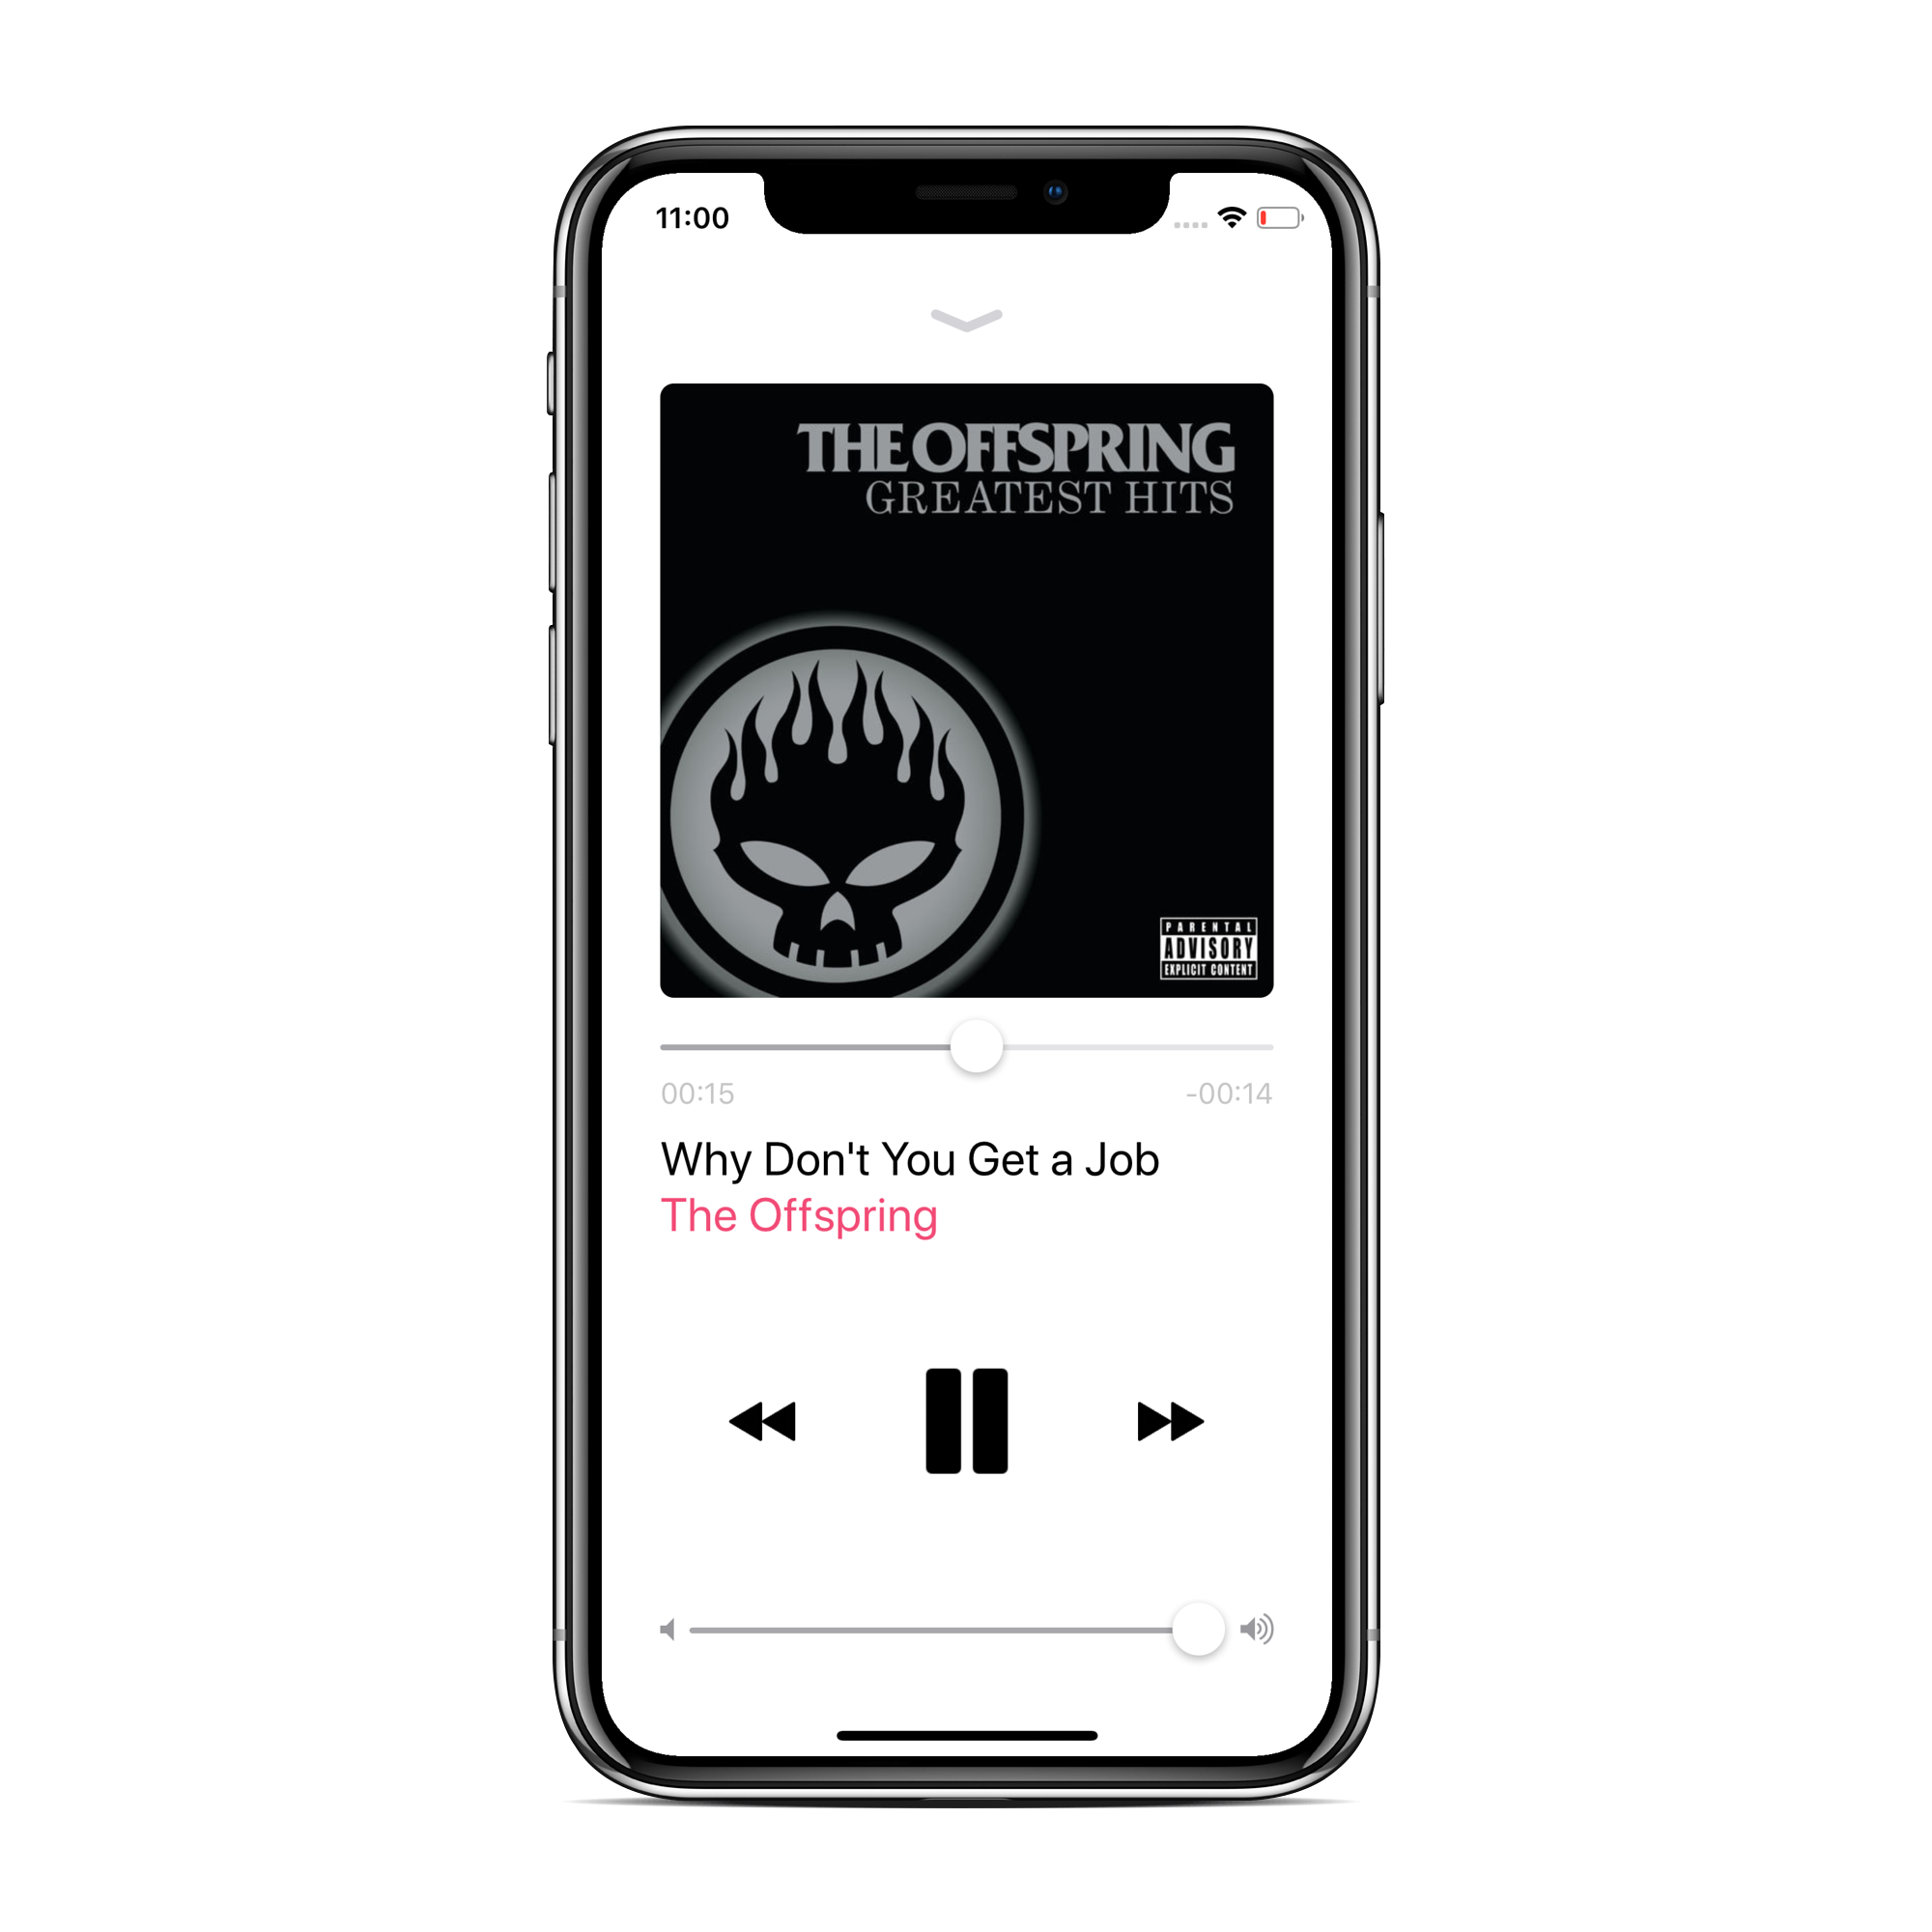 11:00
THE OFFSPRING
GREATEST HITS
PARENTAL
ADVISORY
EXPLICIT CONTENT
00:15
-00:14
Why Don't You Get a Job
The Offspring